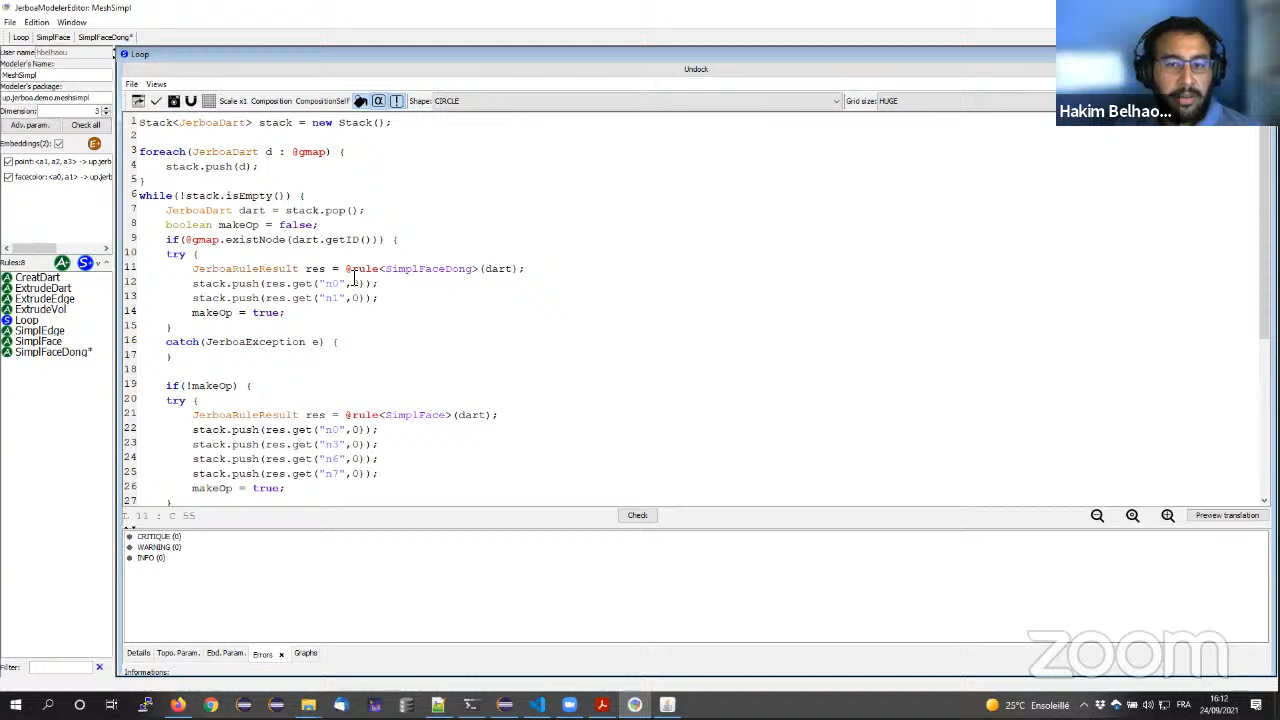 JerboaModelerEditor: MeshSimpl
File Edition Window
Loop SimplFace SimplFaceDong*
User name hbelhaou
Modeler's Name:
MeshSimpl
Modeler's package:
up.jerboa.demo.meshsimpl
Dimension: 3
Adv. param. Check all
Embeddings(2)
point: <a1, a2, a3> -> up.jerb
facecolor: <a0, a1> -> up.jerb
Rules:8
CreatDart
ExtrudeDart
ExtrudeEdge
ExtrudeVol
Loop
SimplEdge
SimplFace
SimplFaceDong*
Filter:
Loop
Undock
File Views
Scale x1 Composition CompositionSelf Shape: CIRCLE Grid size: HUGE
1 Stack<JerboaDart> stack = new Stack();
2
3 foreach(JerboaDart d : @gmap) {
4 stack.push(d);
5 }
6 while(!stack.isEmpty()) {
7 JerboaDart dart = stack.pop();
8 boolean makeOp = false;
9 if(@gmap.existNode(dart.getID())) {
10 try {
11 JerboaRuleResult res = @rule<SimplFaceDong>(dart);
12 stack.push(res.get("n0",0));
13 stack.push(res.get("n1",0));
14 makeOp = true;
15 }
16 catch(JerboaException e) {
17 }
18
19 if(!makeOp) {
20 try {
21 JerboaRuleResult res = @rule<SimplFace>(dart);
22 stack.push(res.get("n0",0));
23 stack.push(res.get("n3",0));
24 stack.push(res.get("n6",0));
25 stack.push(res.get("n7",0));
26 makeOp = true;
27 }
L 11 : C 55
Check
Preview translation
CRITIQUE (0)
WARNING (0)
INFO (0)
Details Topo. Param. Ebd. Param. Errors x Graphs
Informations:
Hakim Belhao...
zoom
25°C Ensoleillé
FRA
16:12
24/09/2021